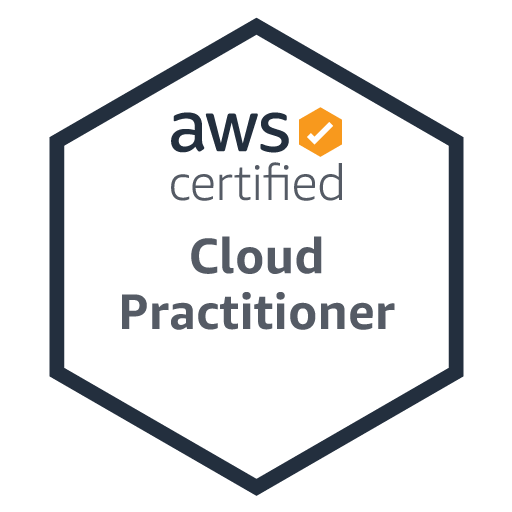 aws
certified
Cloud
Practitioner